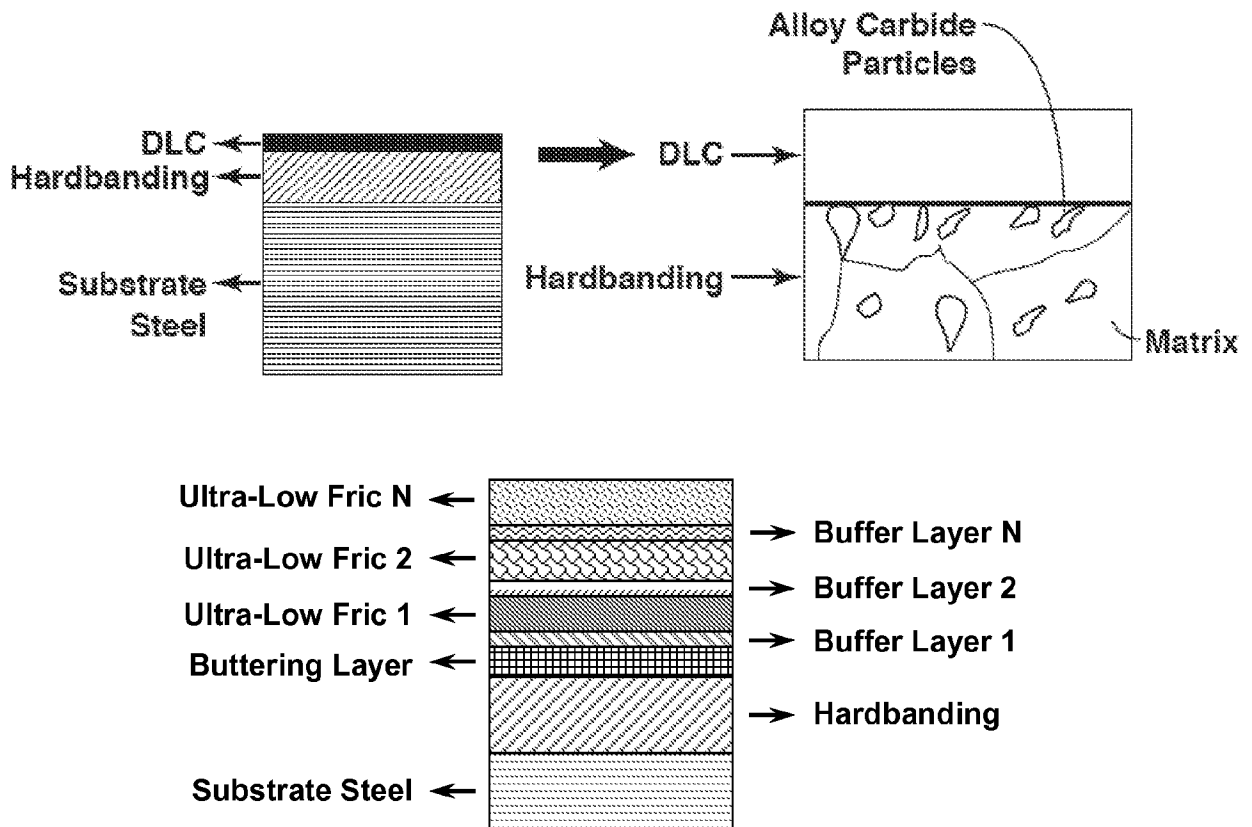 Alloy Carbide
Particles
DLC
Hardbanding
Substrate
Steel
DLC
Hardbanding
Matrix
Ultra-Low Fric N
Buffer Layer N
Ultra-Low Fric 2
Buffer Layer 2
Ultra-Low Fric 1
Buffer Layer 1
Buttering Layer
Hardbanding
Substrate Steel